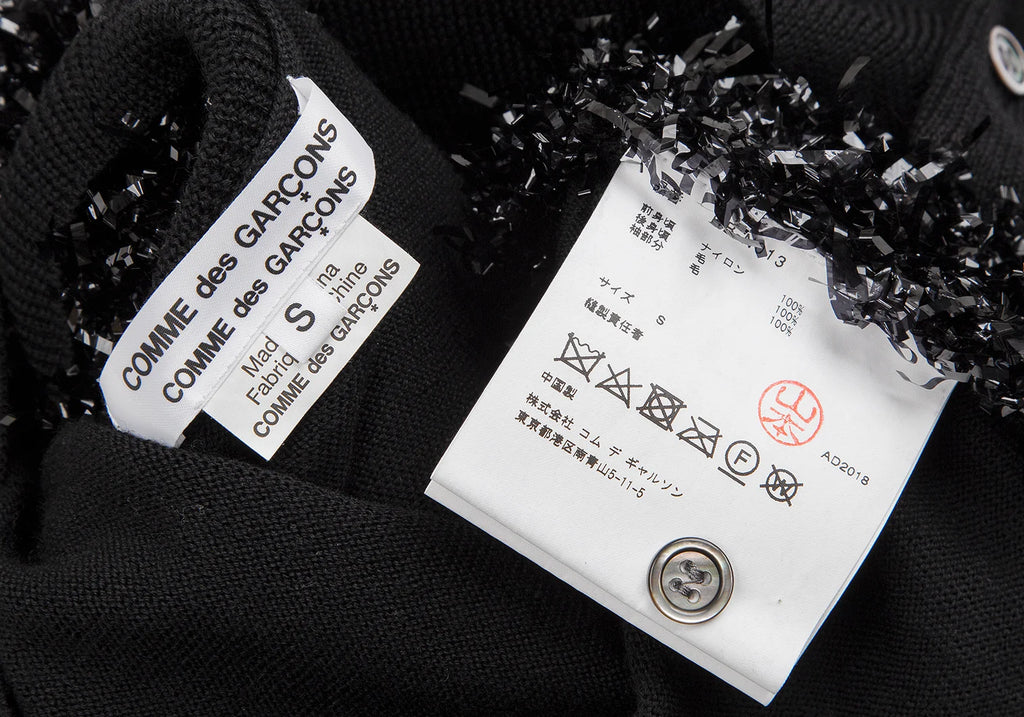 COMME des GARÇONS
COMME des GARÇONS
S
Mad
ina
Fabriq
hine
COMME des GARÇONS
13
前身頃
後身頃
袖部分
ナイロン
毛
毛
100%
100%
100%
サイズ S
縫製責任者
山本
F
W
中国製
株式会社 コム デ ギャルソン
東京都港区南青山5-11-5
AD2018